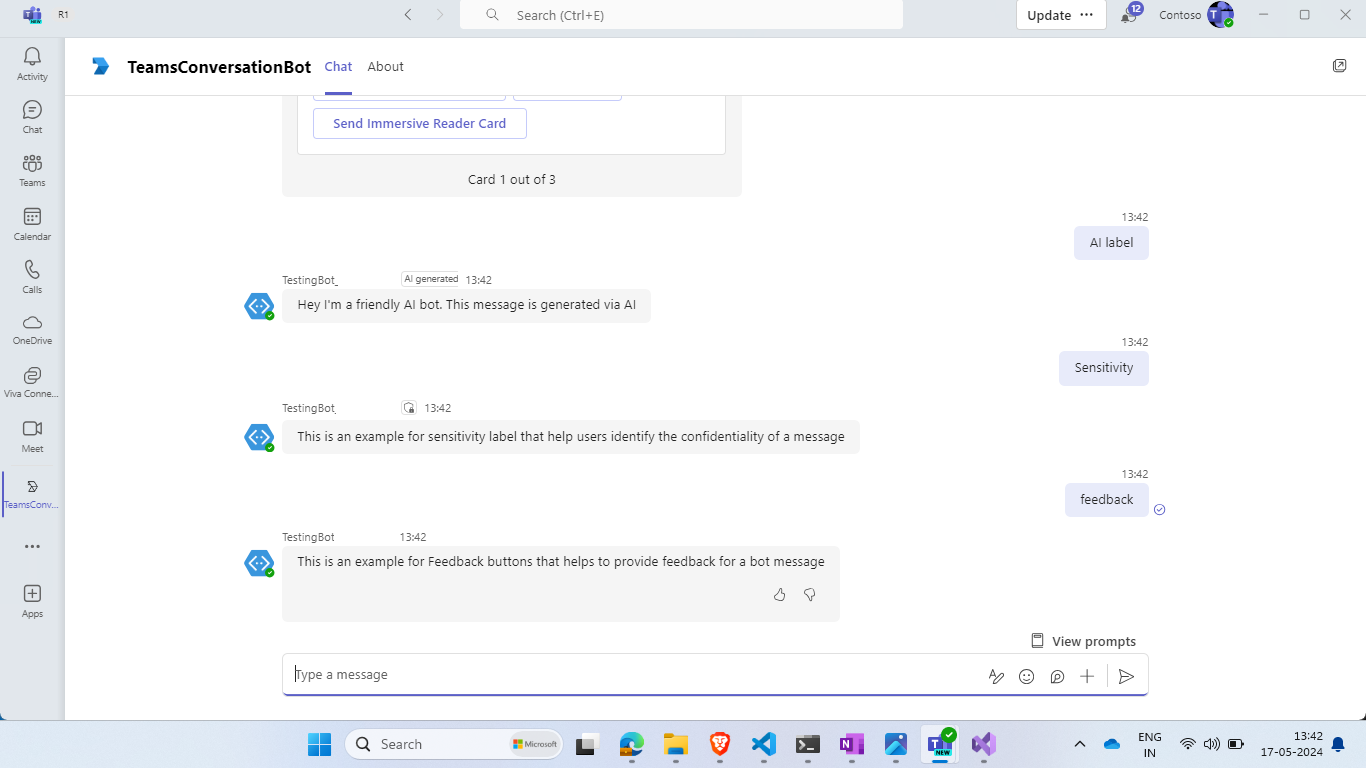 R1
Search (Ctrl+E)
Update
12
Contoso
Activity
Chat
Teams
Calendar
Calls
OneDrive
Viva Conne...
Meet
TeamsConv...
Apps
TeamsConversationBot
Chat
About
Send Immersive Reader Card
Card 1 out of 3
13:42
AI label
TestingBot_
AI generated
13:42
Hey I'm a friendly AI bot. This message is generated via AI
13:42
Sensitivity
TestingBot
13:42
This is an example for sensitivity label that help users identify the confidentiality of a message
13:42
feedback
TestingBot
13:42
This is an example for Feedback buttons that helps to provide feedback for a bot message
View prompts
Type a message
Search
Microsoft
NEW
ENG
IN
13:42
17-05-2024